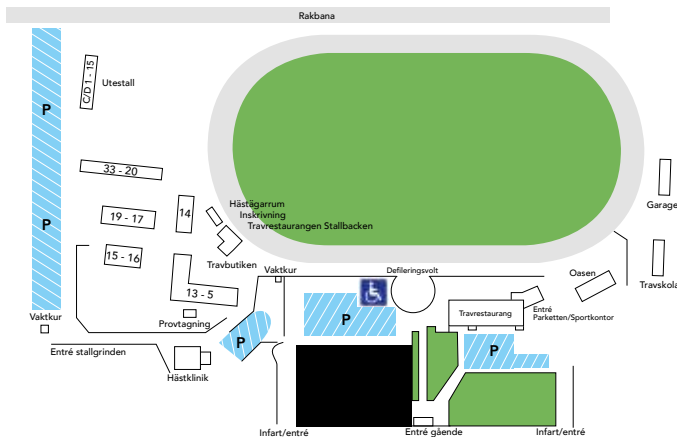 Rakbana
C/D 1 - 15
Utestall
P
33 - 20
Garage
19 - 17
14
Hästägarrum
Inskrivning
Travrestaurangen Stallbacken
P
15 - 16
Travbutiken
Vaktkur
Defileringsvolt
Oasen
Travskola
13 - 5
Provtagning
Vaktkur
P
P
Travrestaurang
Entré
Parketten/Sportkontor
P
Entré stallgrinden
Hästklinik
Infart/entré
Entré gående
Infart/entré